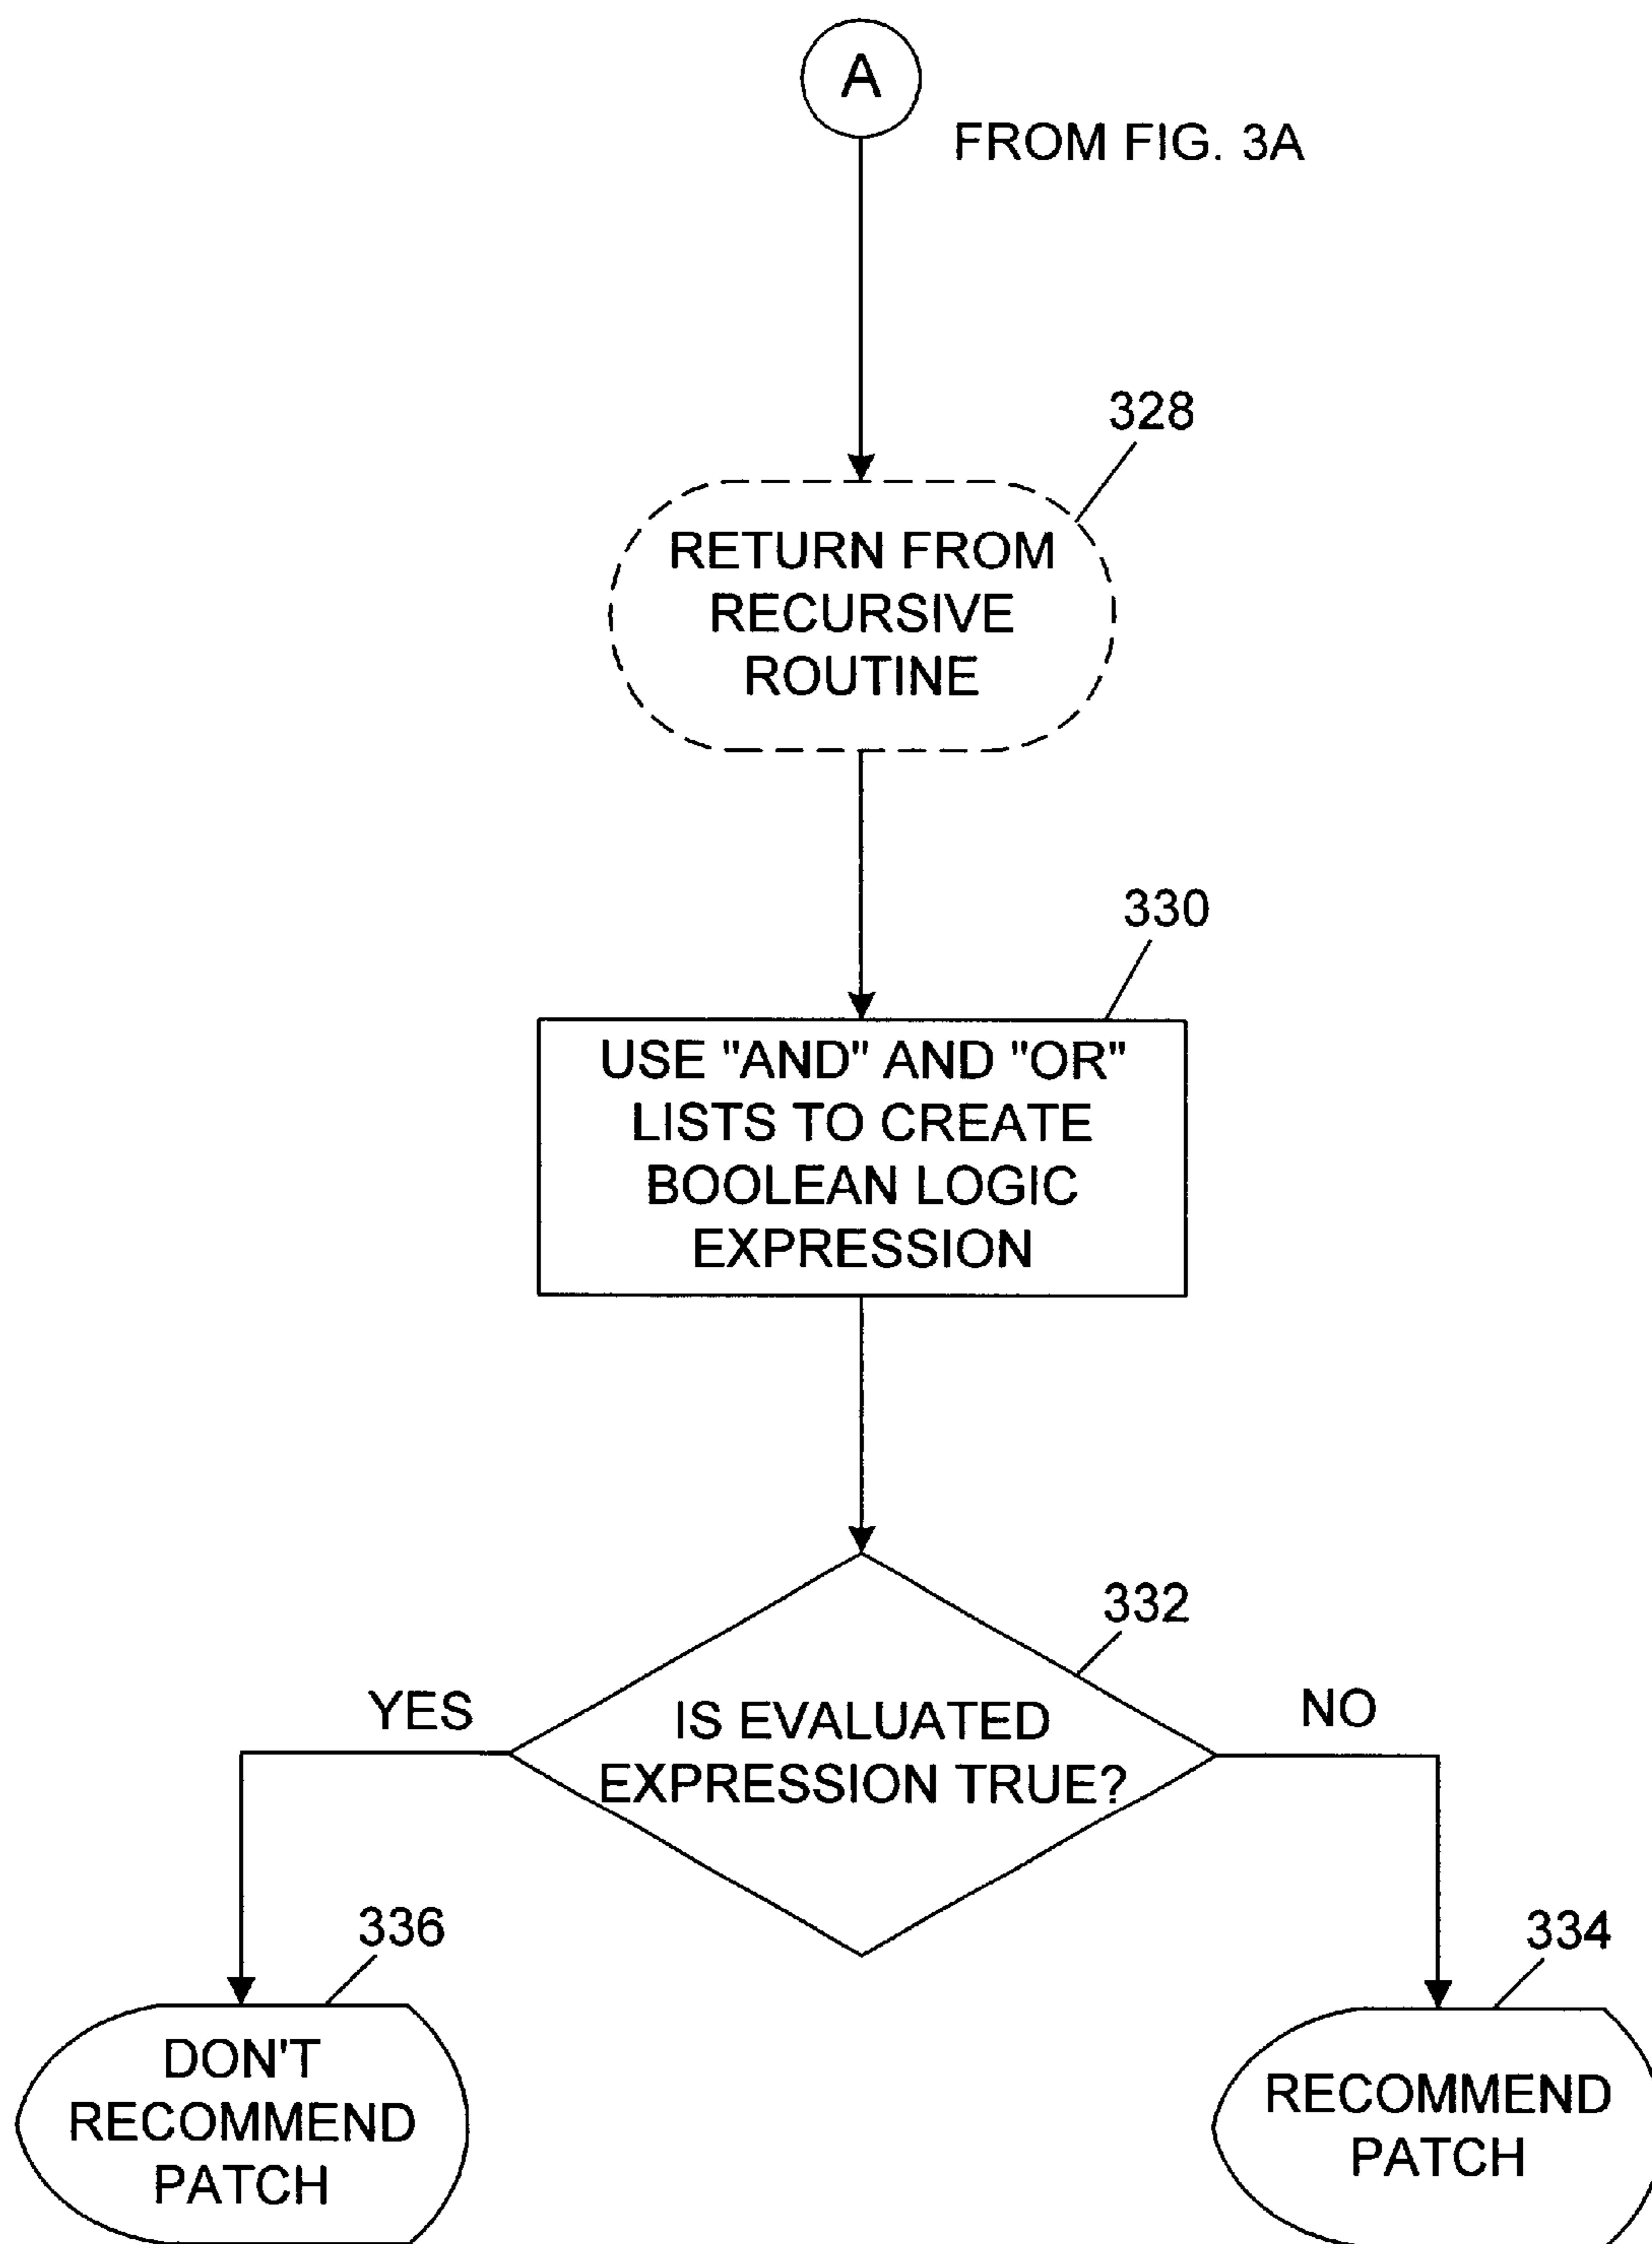 A
FROM FIG. 3A
328
RETURN FROM
RECURSIVE
ROUTINE
330
USE "AND" AND "OR"
LISTS TO CREATE
BOOLEAN LOGIC
EXPRESSION
332
YES
IS EVALUATED
EXPRESSION TRUE?
NO
336
DON'T
RECOMMEND
PATCH
334
RECOMMEND
PATCH